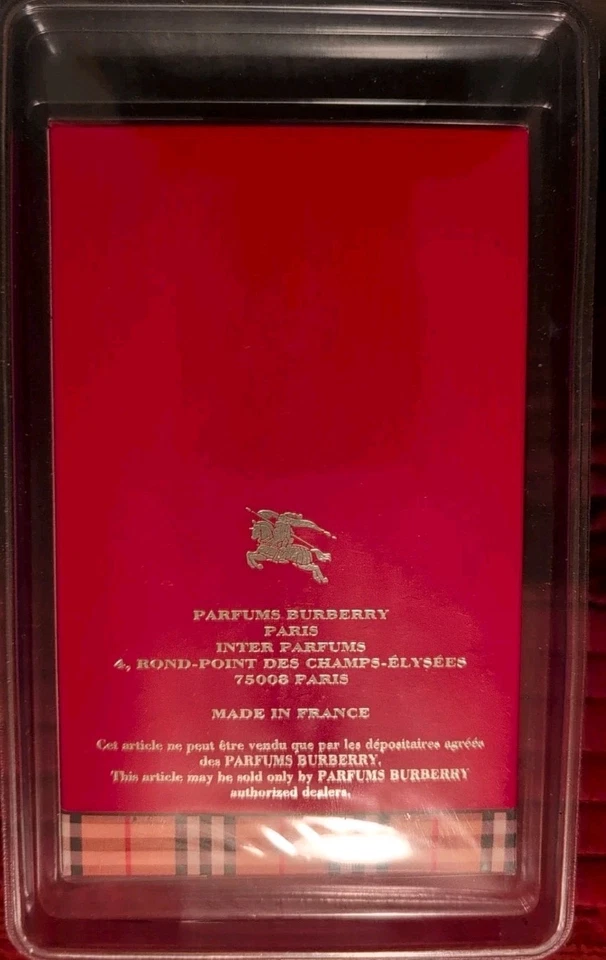 PARFUMS BURBERRY
PARIS
INTER PARFUMS
4, ROND-POINT DES CHAMPS-ÉLYSÉES
75008 PARIS
MADE IN FRANCE
Cet article ne peut être vendu que par les dépositaires agréés
des PARFUMS BURBERRY.
This article may be sold only by PARFUMS BURBERRY
authorized dealers.